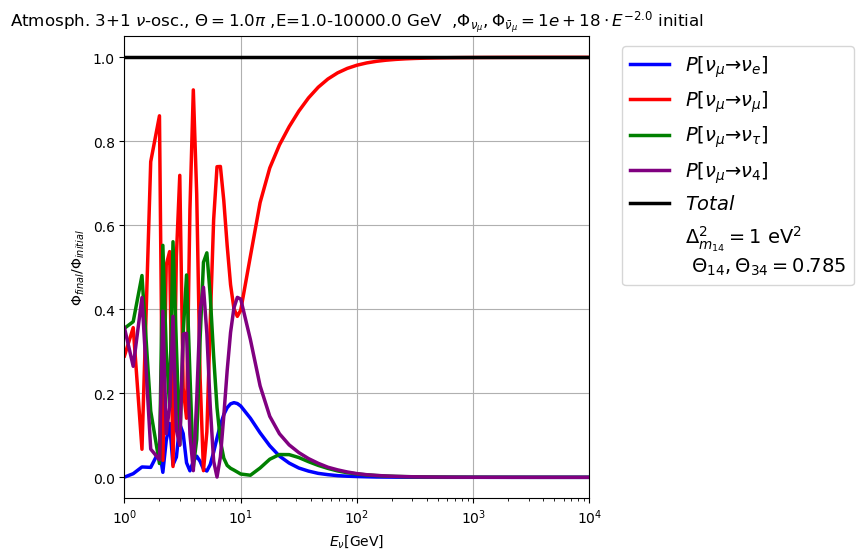 Atmosph. 3+1 ν-osc., Θ = 1.0π ,E=1.0-10000.0 GeV ,Φ_{ν_μ}, Φ_{ν̄_μ} = 1e + 18 · E^{−2.0} initial
Φ_{final}/Φ_{initial}
1.0
0.8
0.6
0.4
0.2
0.0
10^0
10^1
10^2
10^3
10^4
E_ν[GeV]
P[ν_μ→ν_e]
P[ν_μ→ν_μ]
P[ν_μ→ν_τ]
P[ν_μ→ν_4]
Total
Δ^2_{m_{14}} = 1 eV^2
Θ_{14}, Θ_{34} = 0.785